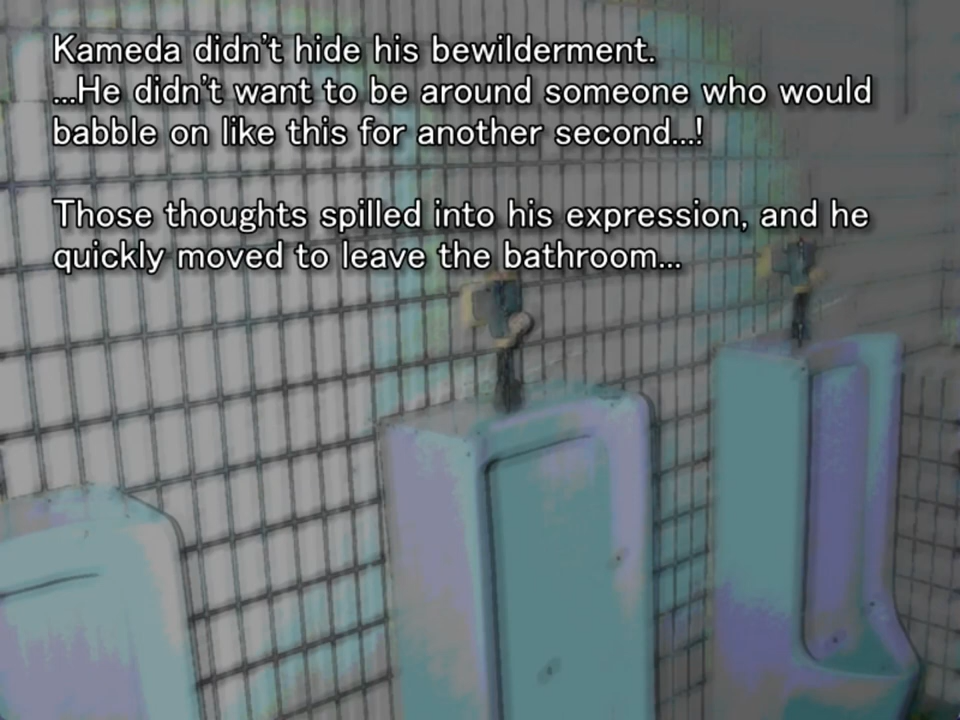 Kameda didn't hide his bewilderment.
...He didn't want to be around someone who would
babble on like this for another second...!
Those thoughts spilled into his expression, and he
quickly moved to leave the bathroom...